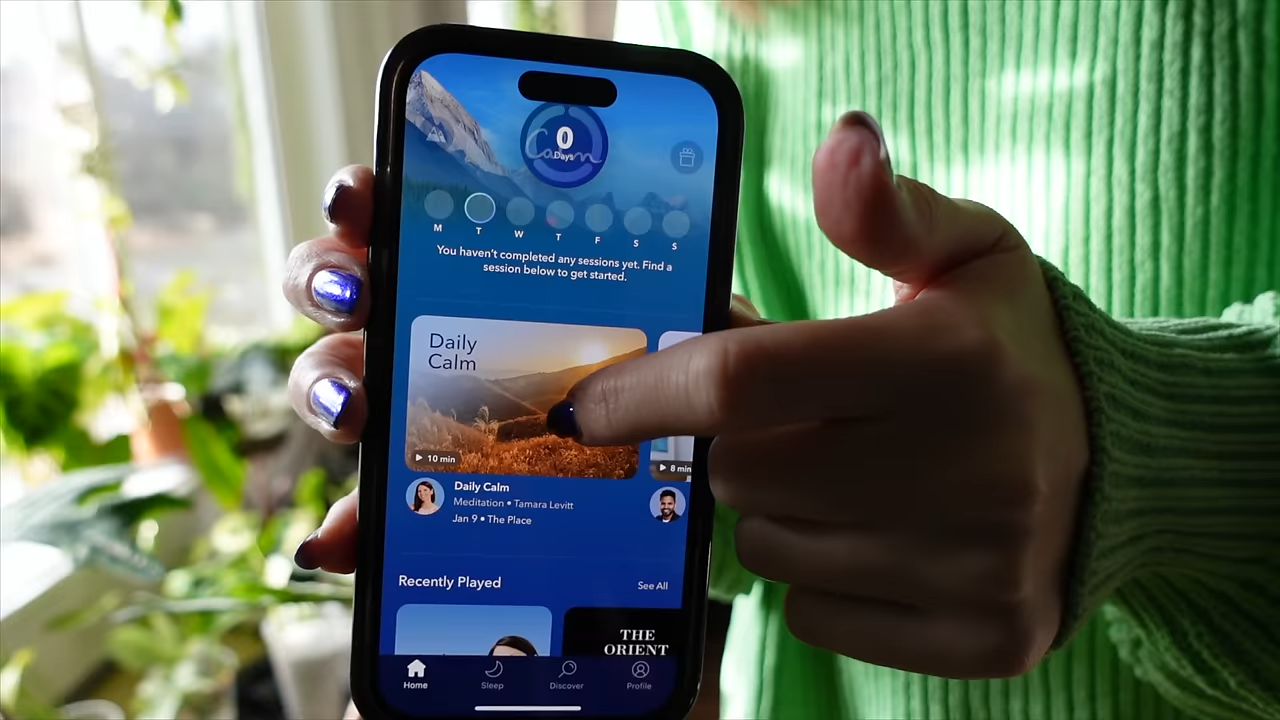 0
Calm
Days
M T W T F S S
You haven't completed any sessions yet. Find a
session below to get started.
Daily
Calm
10 min
8 min
Daily Calm
Meditation • Tamara Levitt
Jan 9 • The Place
Recently Played
See All
THE
ORIENT
Home
Sleep
Discover
Profile